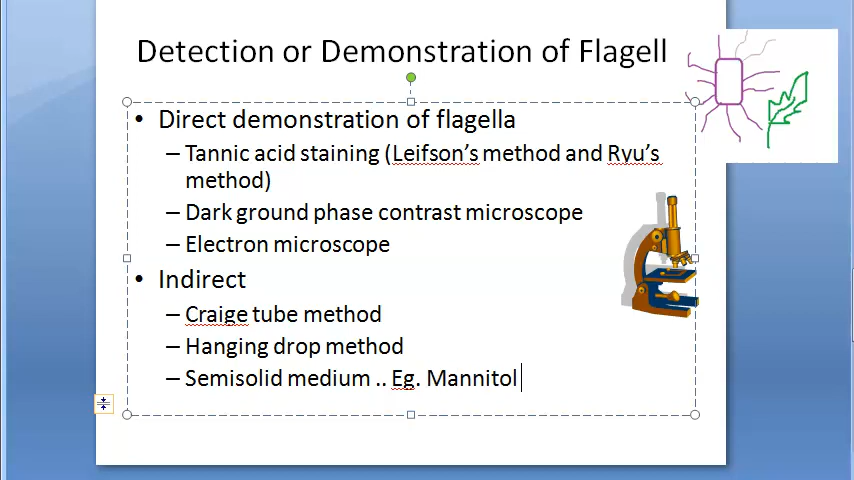 Detection or Demonstration of Flagell
• Direct demonstration of flagella
– Tannic acid staining (Leifson's method and Ryu's
method)
– Dark ground phase contrast microscope
– Electron microscope
• Indirect
– Craige tube method
– Hanging drop method
– Semisolid medium .. Eg. Mannitol